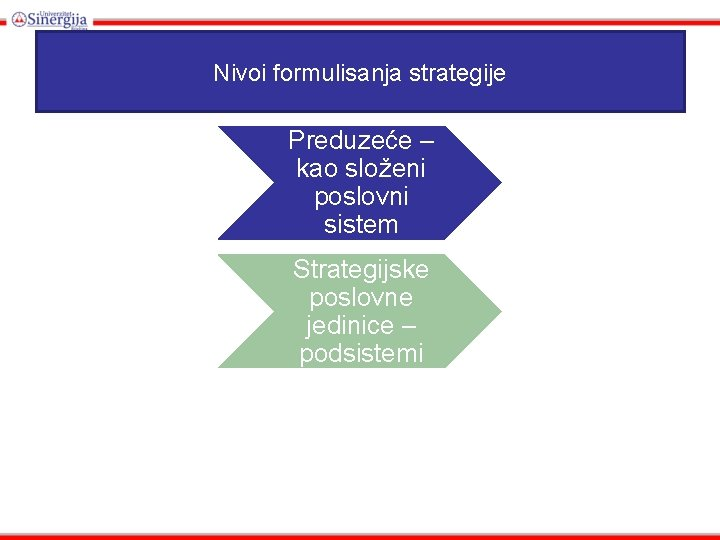 Univerzitet
Sinergija
Nivoi formulisanja strategije
Preduzeće –
kao složeni
poslovni
sistem
Strategijske
poslovne
jedinice –
podsistemi